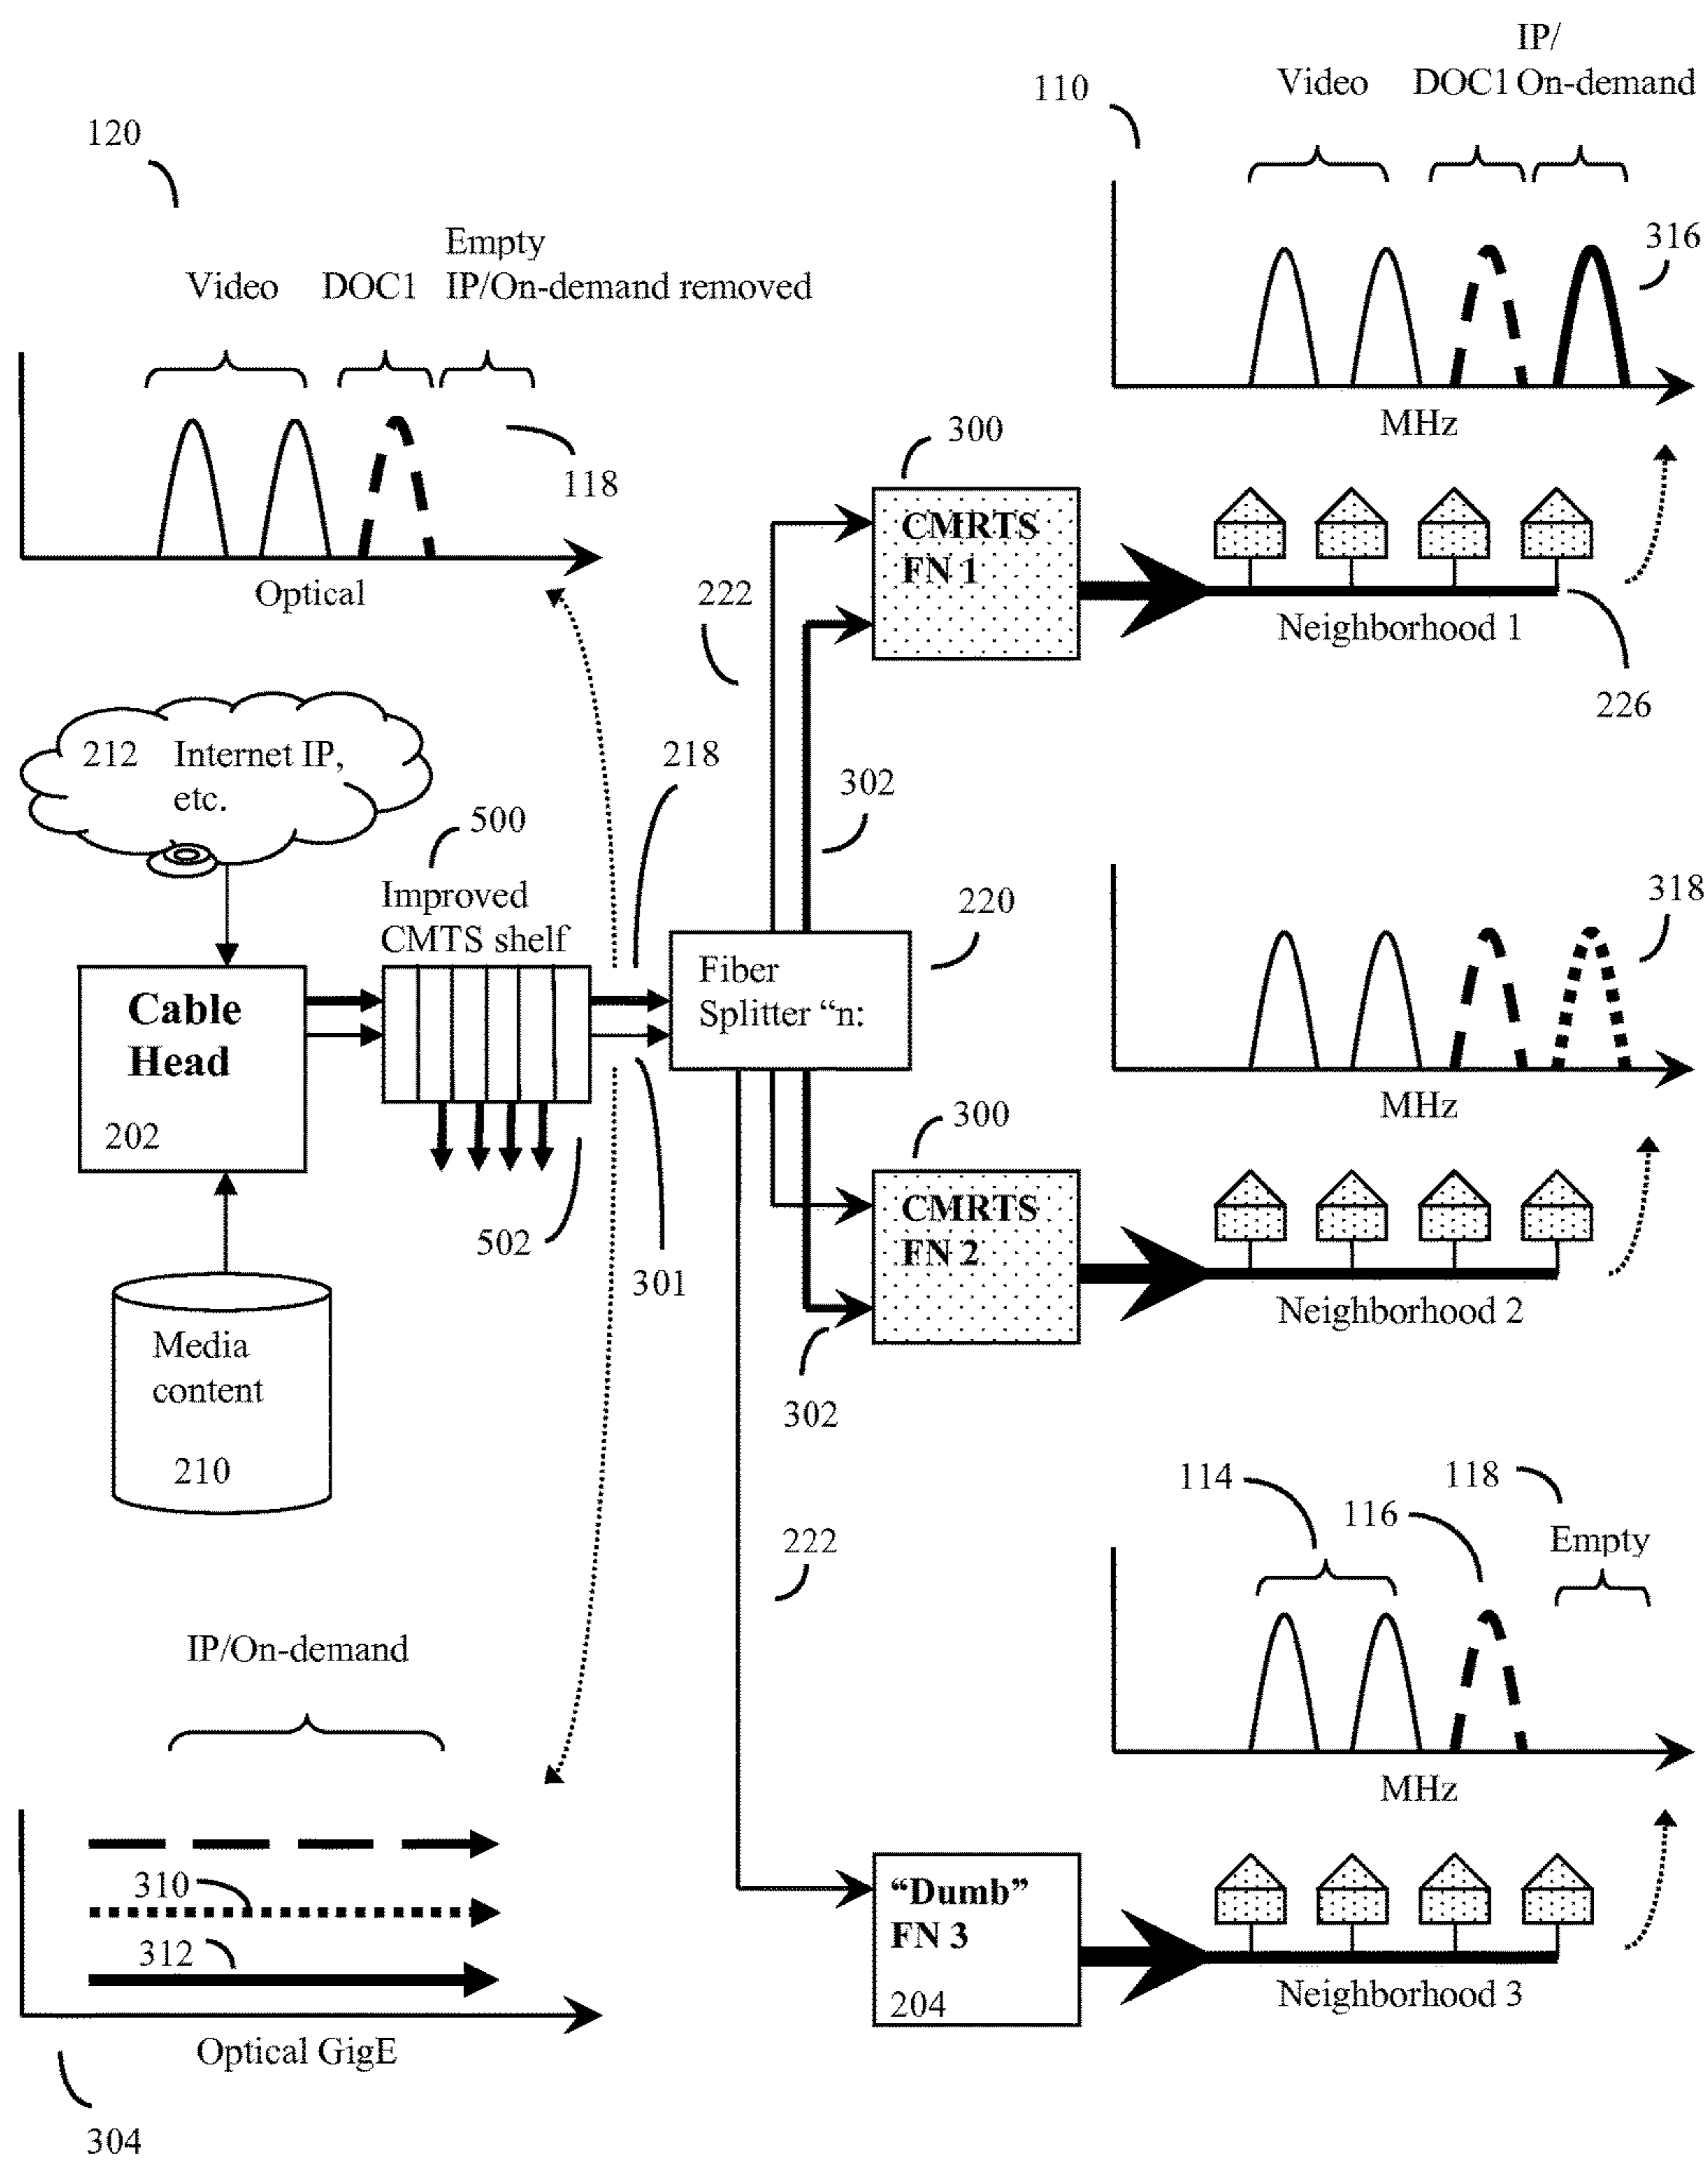 IP/
Video DOC1 On-demand
110
120
316
Empty
Video DOC1 IP/On-demand removed
MHz
118
300
Optical
CMRTS
FN 1
222
Neighborhood 1
226
212 Internet IP,
etc.
218
302
500
Improved
CMTS shelf
220
318
Fiber
Splitter “n:
Cable
Head
202
MHz
300
502
301
CMRTS
FN 2
Neighborhood 2
302
Media
content
210
114
118
116
Empty
222
IP/On-demand
MHz
310
312
“Dumb”
FN 3
204
Neighborhood 3
Optical GigE
304